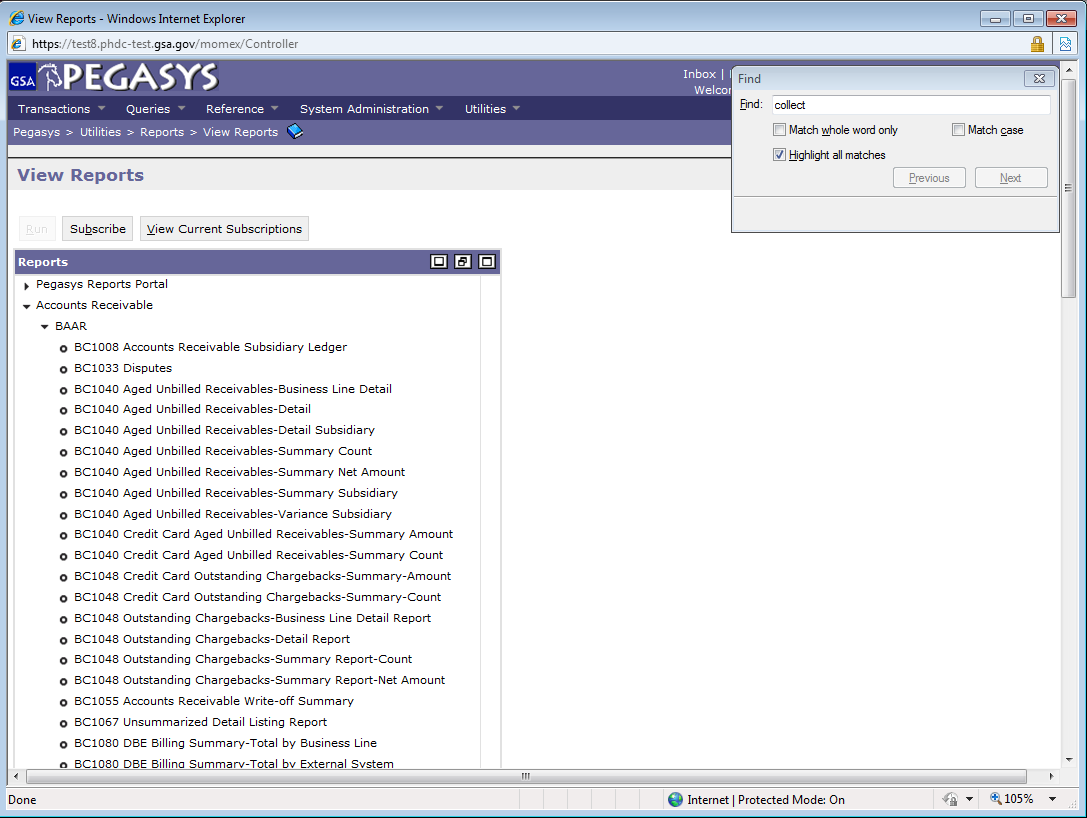 View Reports - Windows Internet Explorer
https://test8.phdc-test.gsa.gov/momex/Controller
GSA PEGASYS
Inbox |
Welcor
Transactions Queries Reference System Administration Utilities
Pegasys > Utilities > Reports > View Reports
Find
Find: collect
Match whole word only Match case
Highlight all matches
Previous Next
View Reports
Run Subscribe View Current Subscriptions
Reports
Pegasys Reports Portal
Accounts Receivable
BAAR
BC1008 Accounts Receivable Subsidiary Ledger
BC1033 Disputes
BC1040 Aged Unbilled Receivables-Business Line Detail
BC1040 Aged Unbilled Receivables-Detail
BC1040 Aged Unbilled Receivables-Detail Subsidiary
BC1040 Aged Unbilled Receivables-Summary Count
BC1040 Aged Unbilled Receivables-Summary Net Amount
BC1040 Aged Unbilled Receivables-Summary Subsidiary
BC1040 Aged Unbilled Receivables-Variance Subsidiary
BC1040 Credit Card Aged Unbilled Receivables-Summary Amount
BC1040 Credit Card Aged Unbilled Receivables-Summary Count
BC1048 Credit Card Outstanding Chargebacks-Summary-Amount
BC1048 Credit Card Outstanding Chargebacks-Summary-Count
BC1048 Outstanding Chargebacks-Business Line Detail Report
BC1048 Outstanding Chargebacks-Detail Report
BC1048 Outstanding Chargebacks-Summary Report-Count
BC1048 Outstanding Chargebacks-Summary Report-Net Amount
BC1055 Accounts Receivable Write-off Summary
BC1067 Unsummarized Detail Listing Report
BC1080 DBE Billing Summary-Total by Business Line
BC1080 DBE Billing Summary-Total by External System
Done
Internet | Protected Mode: On
105%